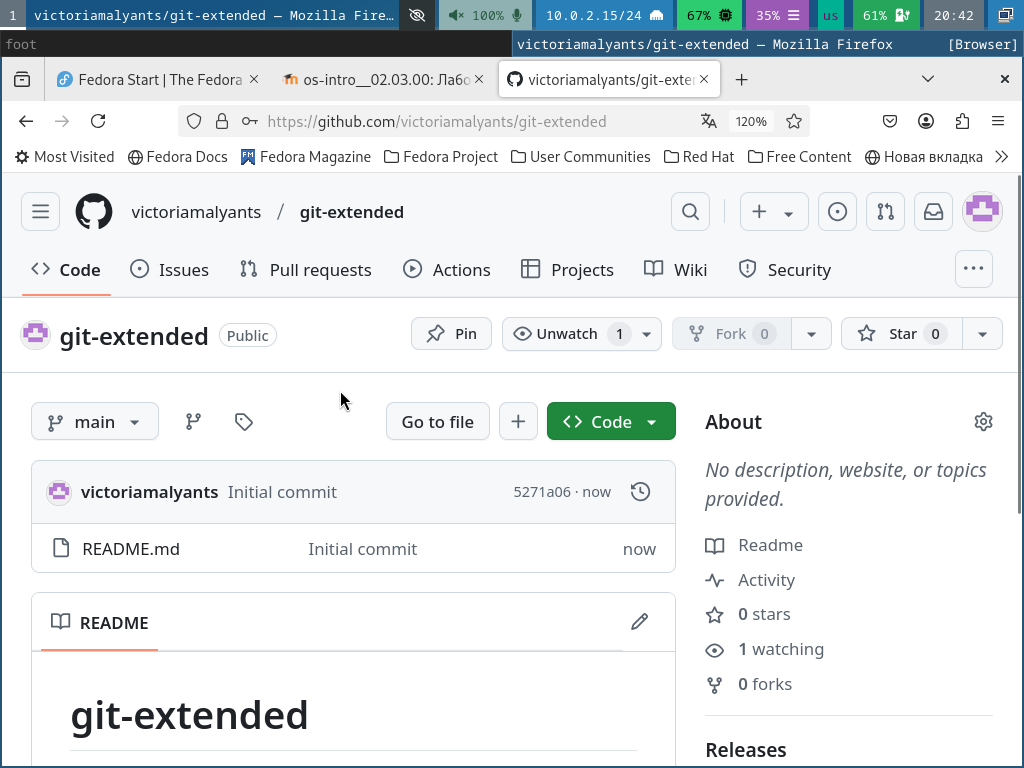 1 victoriamalyants/git-extended — Mozilla Fire… 100% 10.0.2.15/24 67% 35% us 61% 20:42
foot victoriamalyants/git-extended — Mozilla Firefox [Browser]
Fedora Start | The Fedora os-intro__02.03.00: Лабо victoriamalyants/git-exter
https://github.com/victoriamalyants/git-extended 120%
Most Visited Fedora Docs Fedora Magazine Fedora Project User Communities Red Hat Free Content Новая вкладка
victoriamalyants / git-extended
Code Issues Pull requests Actions Projects Wiki Security
git-extended Public Pin Unwatch 1 Fork 0 Star 0
main Go to file Code
About
No description, website, or topics
provided.
victoriamalyants Initial commit 5271a06 · now
README.md Initial commit now
Readme
Activity
0 stars
1 watching
0 forks
README
git-extended
Releases